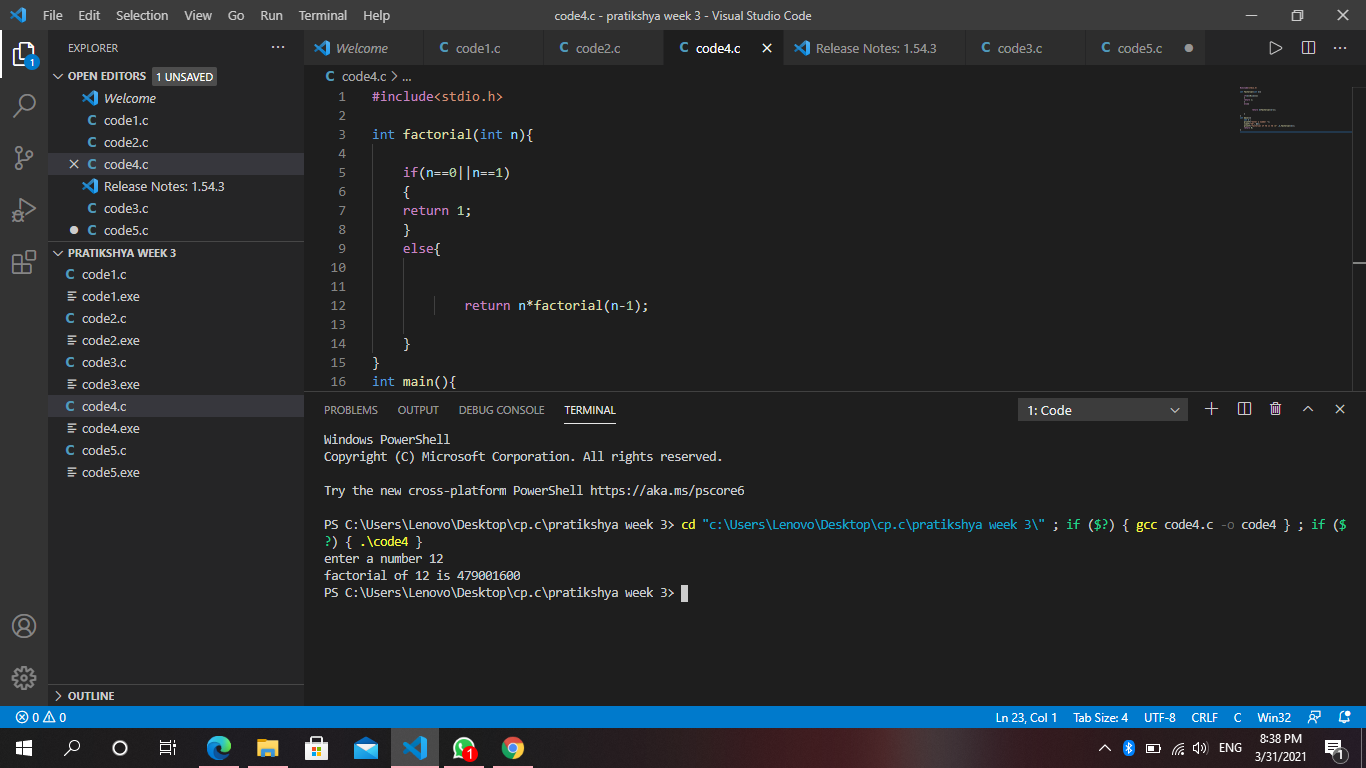 File Edit Selection View Go Run Terminal Help
code4.c - pratikshya week 3 - Visual Studio Code
EXPLORER
Welcome code1.c code2.c code4.c Release Notes: 1.54.3 code3.c code5.c
1
OPEN EDITORS 1 UNSAVED
Welcome
code1.c
code2.c
code4.c
Release Notes: 1.54.3
code3.c
code5.c
PRATIKSHYA WEEK 3
code1.c
code1.exe
code2.c
code2.exe
code3.c
code3.exe
code4.c
code4.exe
code5.c
code5.exe
OUTLINE
code4.c > ...
1 #include<stdio.h>
2
3 int factorial(int n){
4
5 if(n==0||n==1)
6 {
7 return 1;
8 }
9 else{
10
11
12 return n*factorial(n-1);
13
14 }
15 }
16 int main(){
PROBLEMS OUTPUT DEBUG CONSOLE TERMINAL 1: Code
Windows PowerShell
Copyright (C) Microsoft Corporation. All rights reserved.
Try the new cross-platform PowerShell https://aka.ms/pscore6
PS C:\Users\Lenovo\Desktop\cp.c\pratikshya week 3> cd "c:\Users\Lenovo\Desktop\cp.c\pratikshya week 3\" ; if ($?) { gcc code4.c -o code4 } ; if ($
?) { .\code4 }
enter a number 12
factorial of 12 is 479001600
PS C:\Users\Lenovo\Desktop\cp.c\pratikshya week 3>
0 0 Ln 23, Col 1 Tab Size: 4 UTF-8 CRLF C Win32
1 ENG 8:38 PM 1
3/31/2021